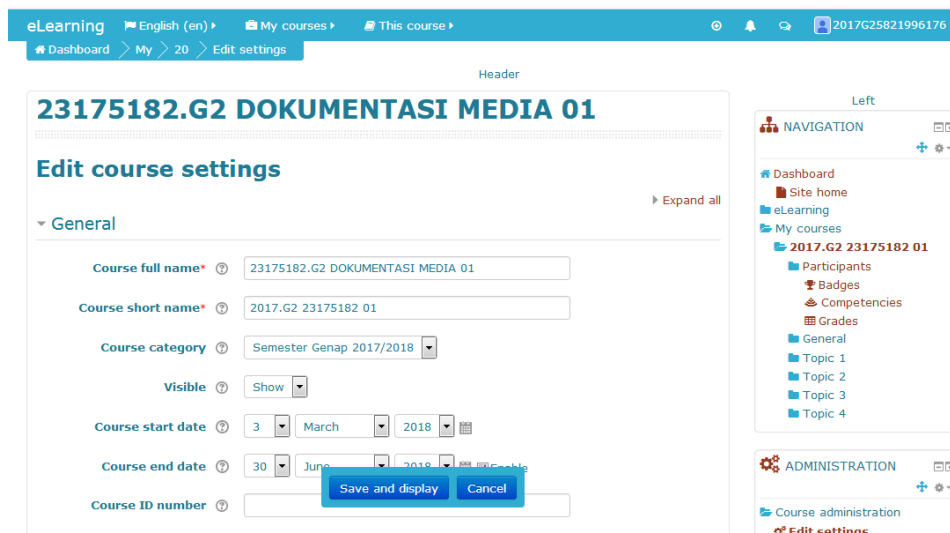 eLearning English (en) My courses This course 2017G25821996176
Dashboard My 20 Edit settings
Header
23175182.G2 DOKUMENTASI MEDIA 01
Edit course settings
Expand all
General
Course full name* 23175182.G2 DOKUMENTASI MEDIA 01
Course short name* 2017.G2 23175182 01
Course category Semester Genap 2017/2018
Visible Show
Course start date 3 March 2018
Course end date 30 June 2018 Enable
Save and display Cancel
Course ID number
Left
NAVIGATION
Dashboard
Site home
eLearning
My courses
2017.G2 23175182 01
Participants
Badges
Competencies
Grades
General
Topic 1
Topic 2
Topic 3
Topic 4
ADMINISTRATION
Course administration
Edit settings